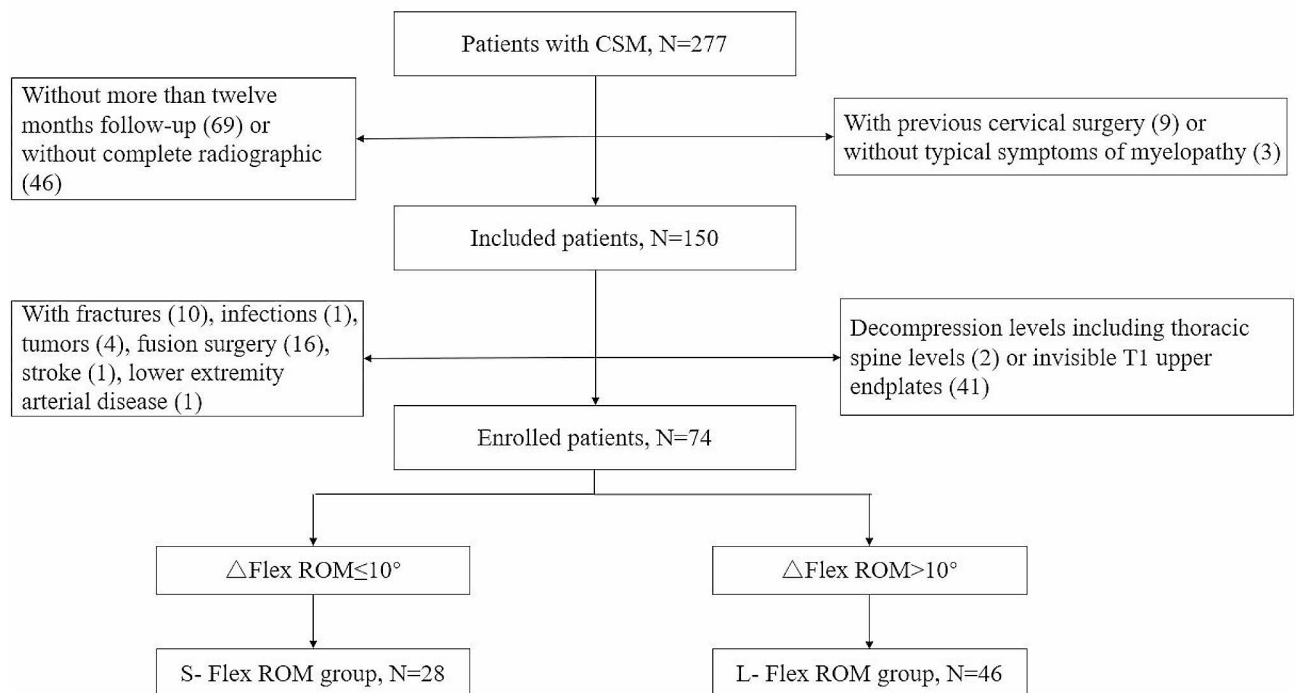 Patients with CSM, N=277
Without more than twelve
months follow-up (69) or
without complete radiographic
(46)
With previous cervical surgery (9) or
without typical symptoms of myelopathy (3)
Included patients, N=150
With fractures (10), infections (1),
tumors (4), fusion surgery (16),
stroke (1), lower extremity
arterial disease (1)
Decompression levels including thoracic
spine levels (2) or invisible T1 upper
endplates (41)
Enrolled patients, N=74
△Flex ROM≤10°
△Flex ROM>10°
S- Flex ROM group, N=28
L- Flex ROM group, N=46